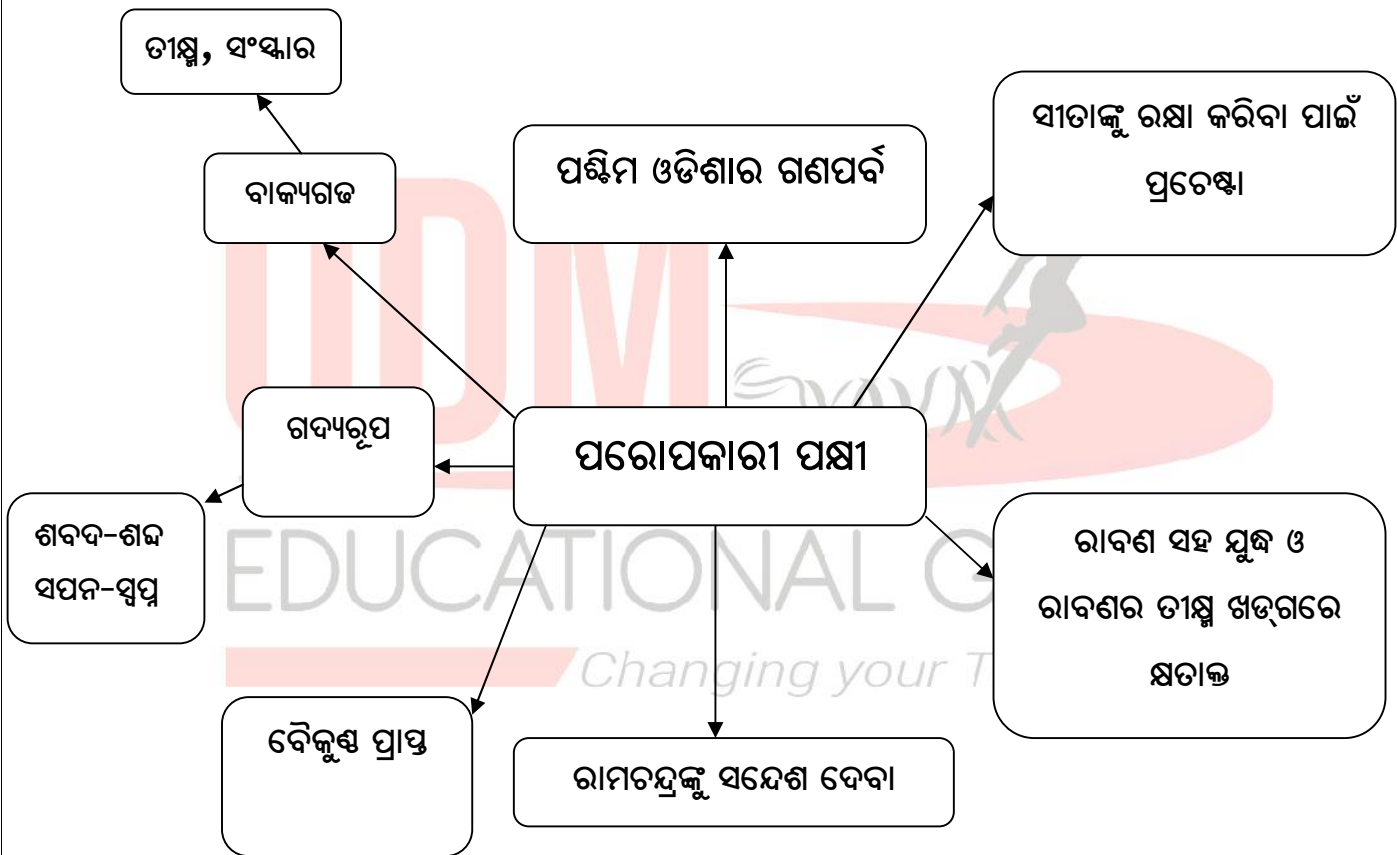 ତୀକ୍ଷ୍ଣ, ସଂସ୍କାର
ବାକ୍ୟଗଢ
ପଶ୍ଚିମ ଓଡିଶାର ଗଣପର୍ବ
ସୀତାଙ୍କୁ ରକ୍ଷା କରିବା ପାଇଁ
ପ୍ରଚେଷ୍ଟା
ଗଦ୍ୟରୂପ
ପରୋପକାରୀ ପକ୍ଷୀ
ଶବଦ-ଶବ୍ଦ
ସପନ-ସ୍ୱପ୍ନ
ରାବଣ ସହ ଯୁଦ୍ଧ ଓ
ରାବଣର ତୀକ୍ଷ୍ଣ ଖଡ୍‌ଗରେ
କ୍ଷତାକ୍ତ
ବୈକୁଣ୍ଠ ପ୍ରାପ୍ତ
ରାମଚନ୍ଦ୍ରଙ୍କୁ ସନ୍ଦେଶ ଦେବା
EDUCATIONAL G
Changing your T